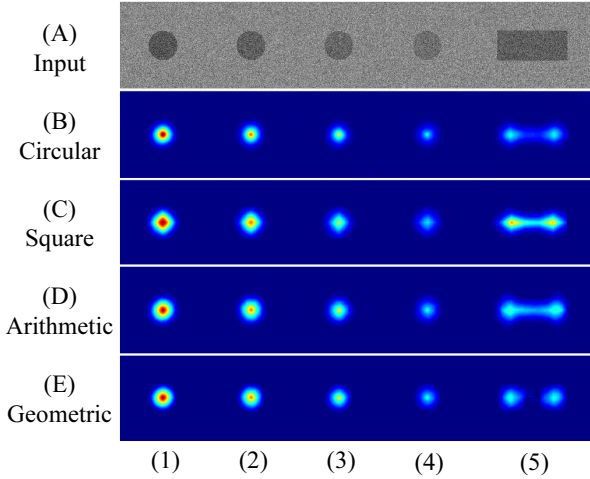 (A)
Input
(B)
Circular
(C)
Square
(D)
Arithmetic
(E)
Geometric
(1) (2) (3) (4) (5)